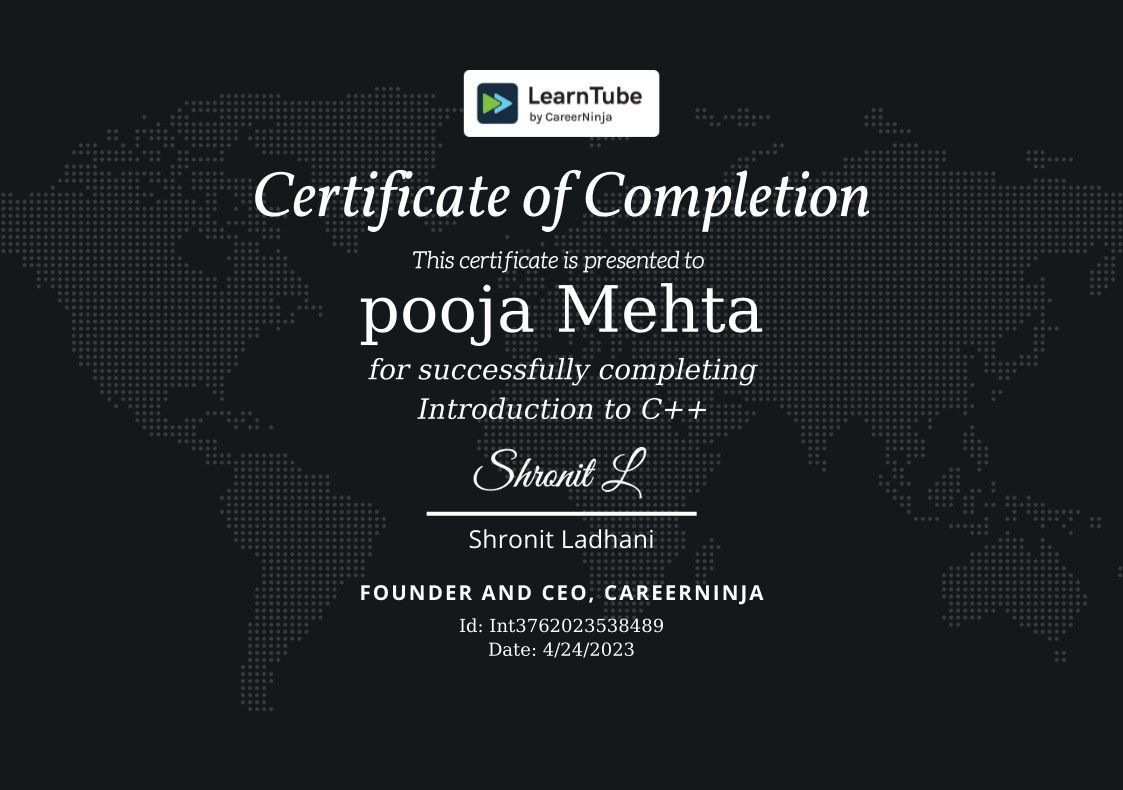 LearnTube
by CareerNinja
Certificate of Completion
This certificate is presented to
pooja Mehta
for successfully completing
Introduction to C++
Shronit L
Shronit Ladhani
FOUNDER AND CEO, CAREERNINJA
Id: Int3762023538489
Date: 4/24/2023